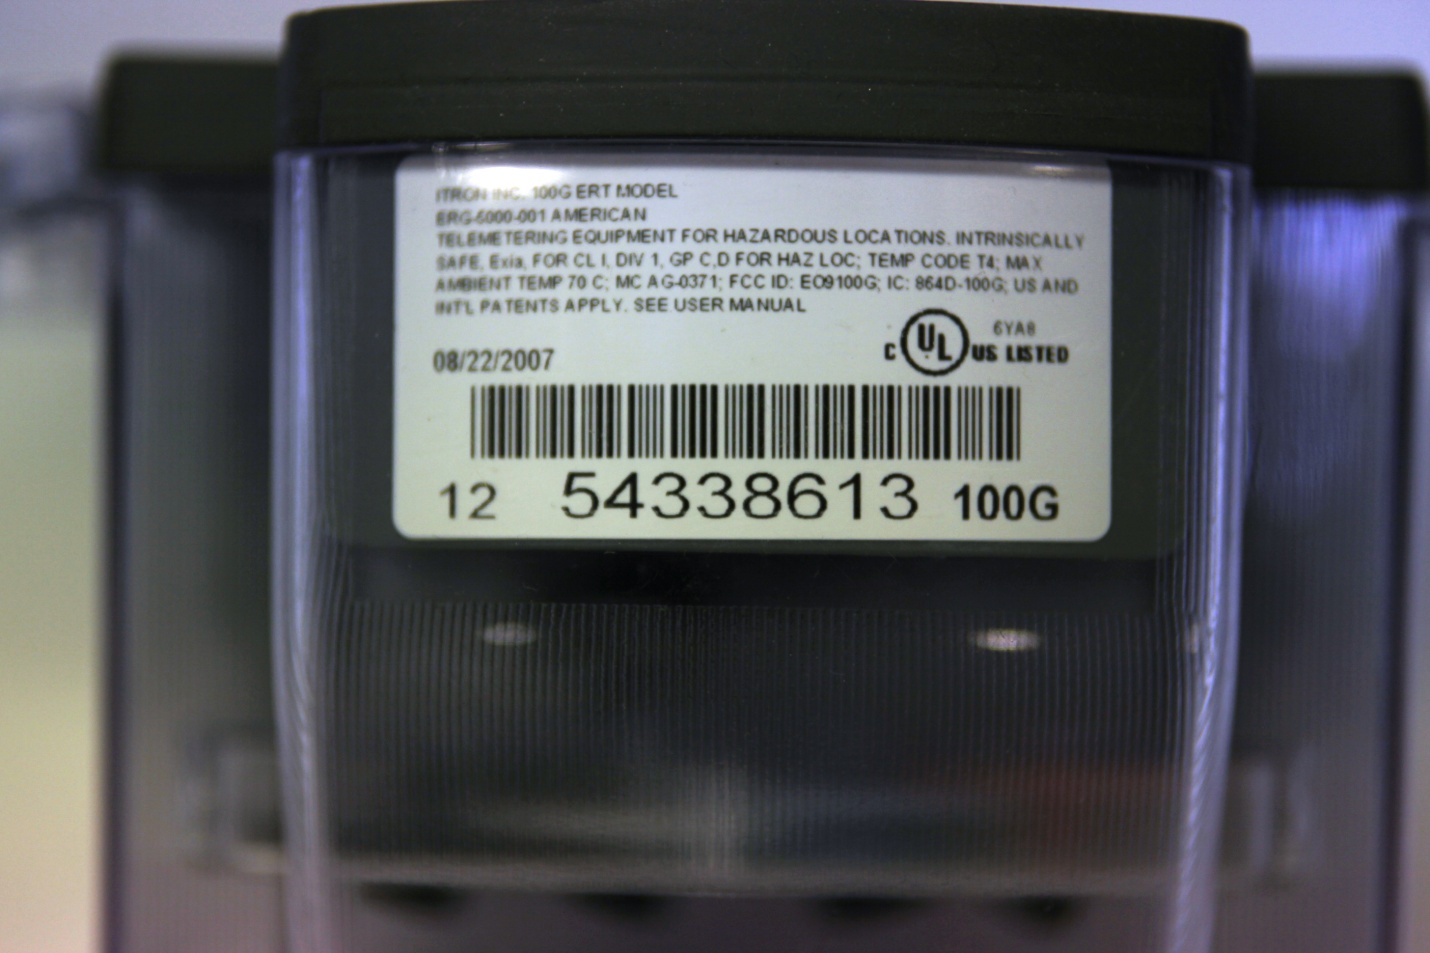 ITRON INC. 100G ERT MODEL
ERG-6000-001 AMERICAN
TELEMETERING EQUIPMENT FOR HAZARDOUS LOCATIONS. INTRINSICALLY
SAFE, Exia, FOR CL I, DIV 1, GP C,D FOR HAZ LOC; TEMP CODE T4; MAX
AMBIENT TEMP 70 C; MC AG-0371; FCC ID: EO9100G; IC: 864D-100G; US AND
INT'L PATENTS APPLY. SEE USER MANUAL
6YA8
08/22/2007 C UL US LISTED
12 54338613 100G